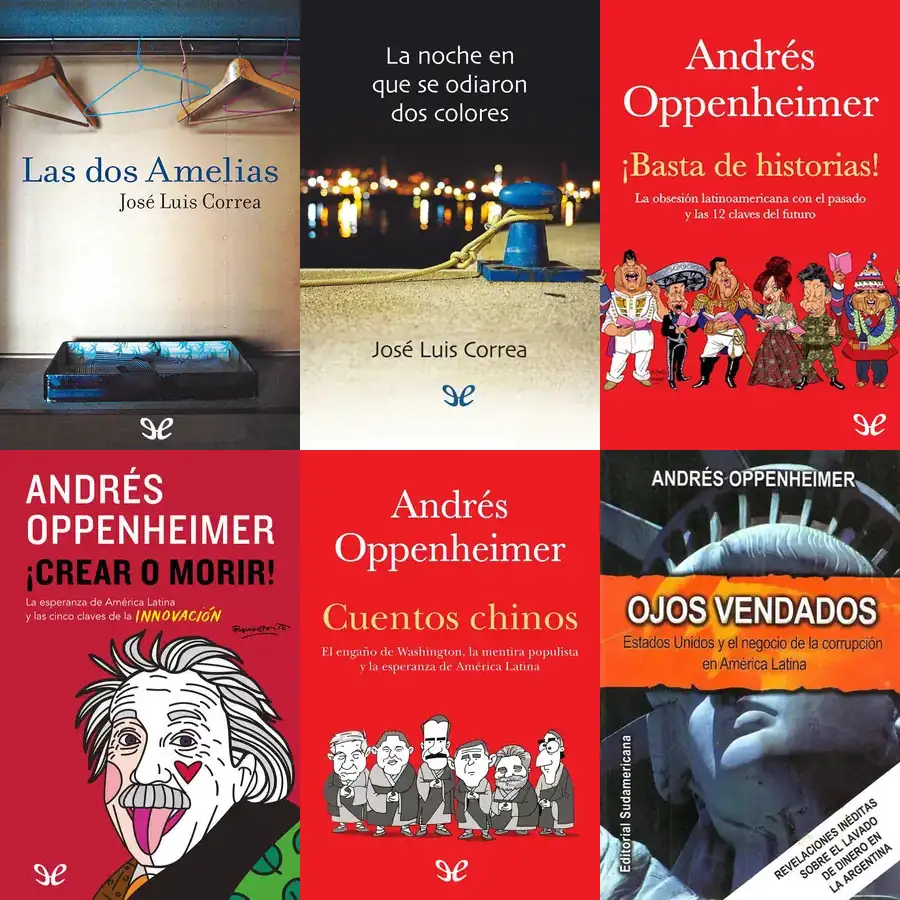 Las dos Amelias
José Luis Correa
La noche en
que se odiaron
dos colores
José Luis Correa
Andrés
Oppenheimer
¡Basta de historias!
La obsesión latinoamericana con el pasado
y las 12 claves del futuro
ANDRÉS
OPPENHEIMER
¡CREAR O MORIR!
La esperanza de América Latina
y las cinco claves de la INNOVACIÓN
Andrés
Oppenheimer
Cuentos chinos
El engaño de Washington, la mentira populista
y la esperanza de América Latina
ANDRÉS OPPENHEIMER
OJOS VENDADOS
Estados Unidos y el negocio de la corrupción
en América Latina
Editorial Sudamericana
REVELACIONES INÉDITAS
SOBRE EL LAVADO
DE DINERO EN
LA ARGENTINA